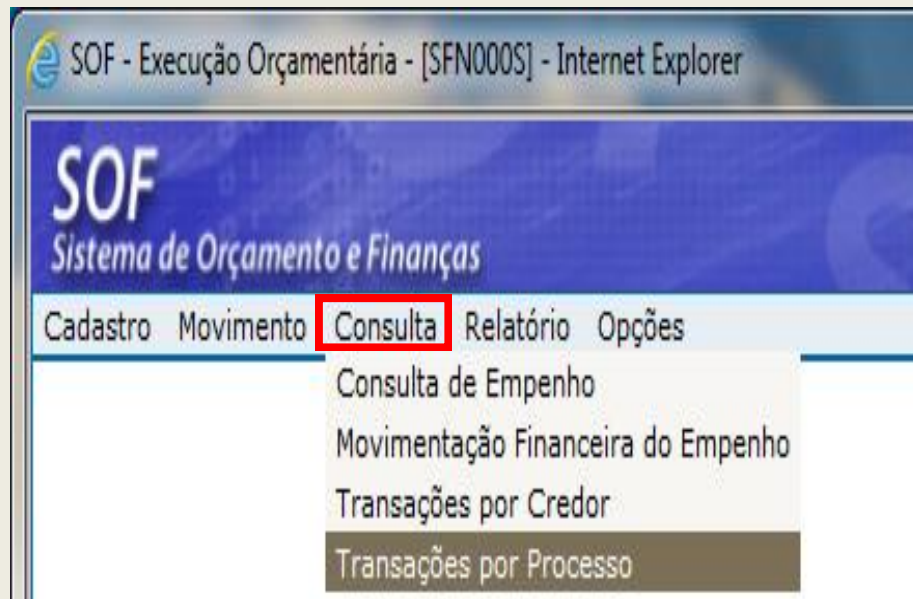 SOF - Execução Orçamentária - [SFN000S] - Internet Explorer
SOF
Sistema de Orçamento e Finanças
Cadastro Movimento Consulta Relatório Opções
Consulta de Empenho
Movimentação Financeira do Empenho
Transações por Credor
Transações por Processo